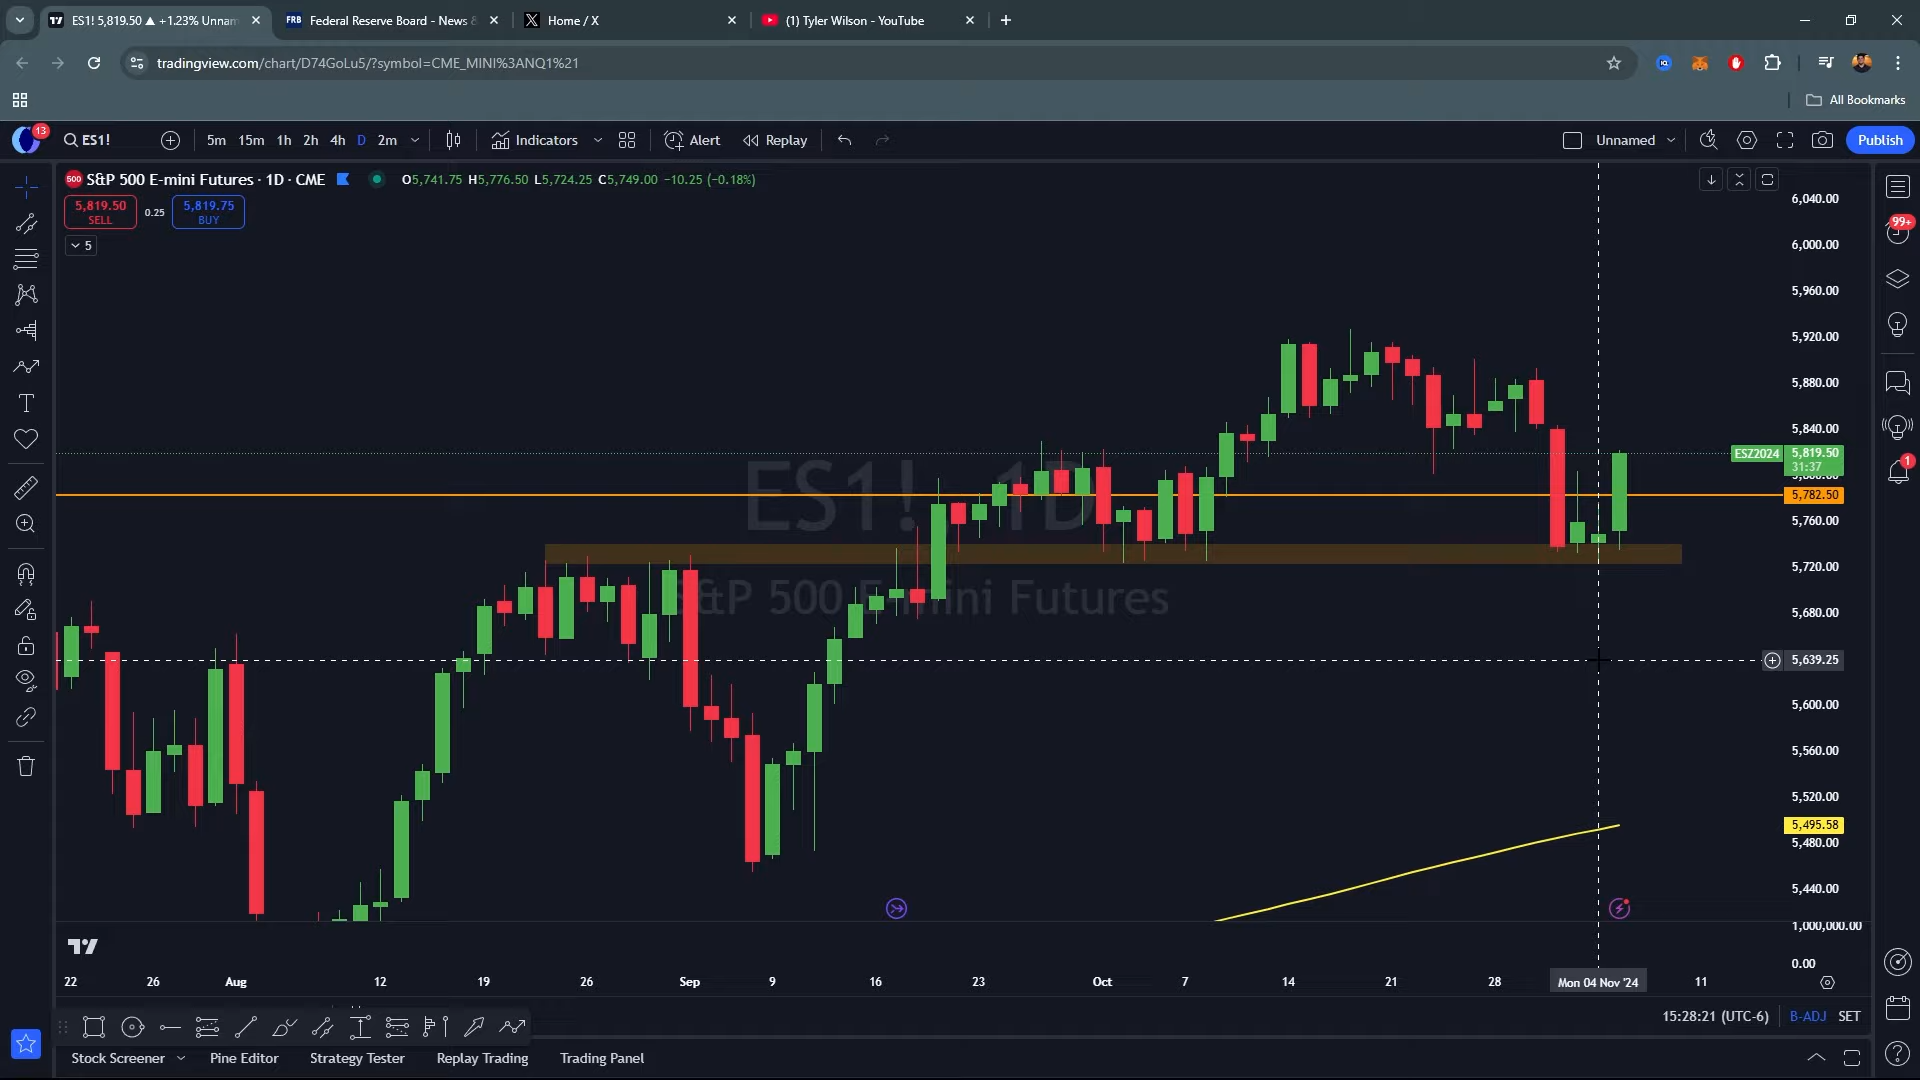 ES1! 5,819.50 ▲ +1.23% Unnam
Federal Reserve Board - News &
Home / X
(1) Tyler Wilson - YouTube
tradingview.com/chart/D74GoLu5/?symbol=CME_MINI%3ANQ1%21
All Bookmarks
13
ES1!
5m 15m 1h 2h 4h D 2m
Indicators
Alert
Replay
Unnamed
Publish
S&P 500 E-mini Futures · 1D · CME
O5,741.75 H5,776.50 L5,724.25 C5,749.00 −10.25 (−0.18%)
5,819.50
SELL
0.25
5,819.75
BUY
5
99+
1
ES1!, 1D
S&P 500 E-mini Futures
6,040.00
6,000.00
5,960.00
5,920.00
5,880.00
5,840.00
ESZ2024 5,819.50
31:37
5,782.50
5,760.00
5,720.00
5,680.00
5,639.25
5,600.00
5,560.00
5,520.00
5,495.58
5,480.00
5,440.00
1,000,000.00
0.00
22 26 Aug 12 19 26 Sep 9 16 23 Oct 7 14 21 28 Mon 04 Nov '24 11
15:28:21 (UTC-6) B-ADJ SET
Stock Screener Pine Editor Strategy Tester Replay Trading Trading Panel